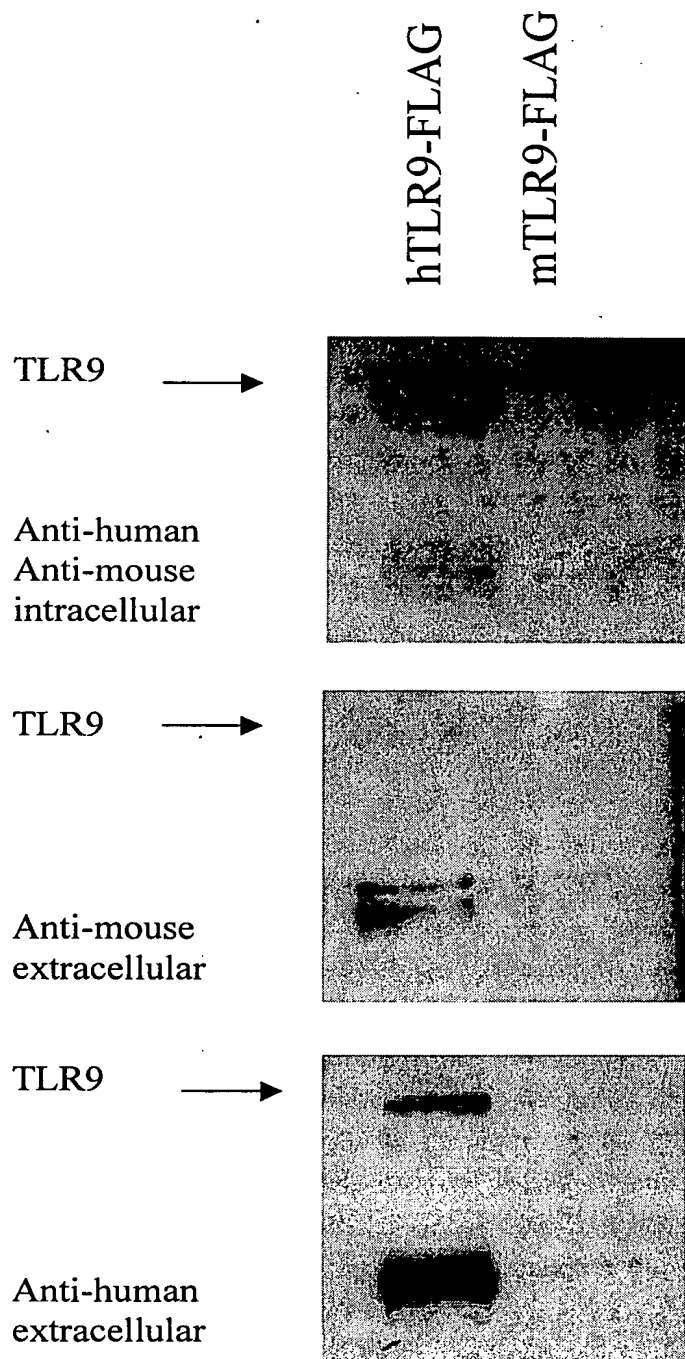 hTLR9-FLAG
mTLR9-FLAG
TLR9
Anti-human
Anti-mouse
intracellular
TLR9
Anti-mouse
extracellular
TLR9
Anti-human
extracellular